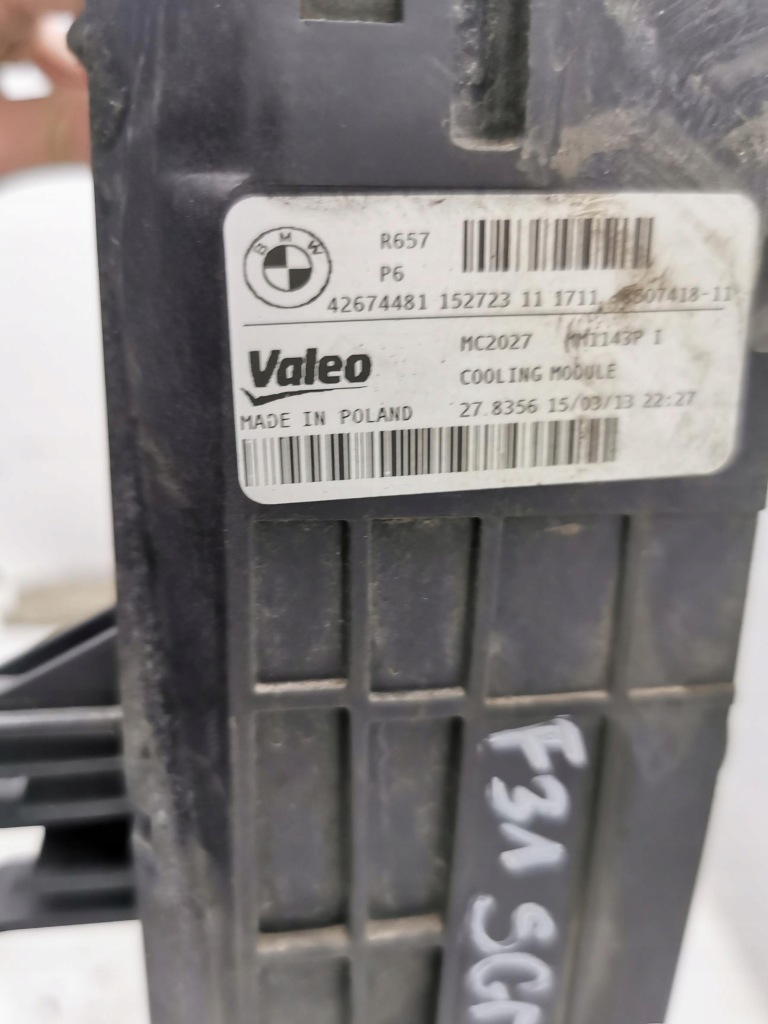 BMW
R657
P6
42674481 152723 11 1711
Valeo
MC2027
COOLING MODULE
MADE IN POLAND
27.8356 15/03/13 22:27
F31